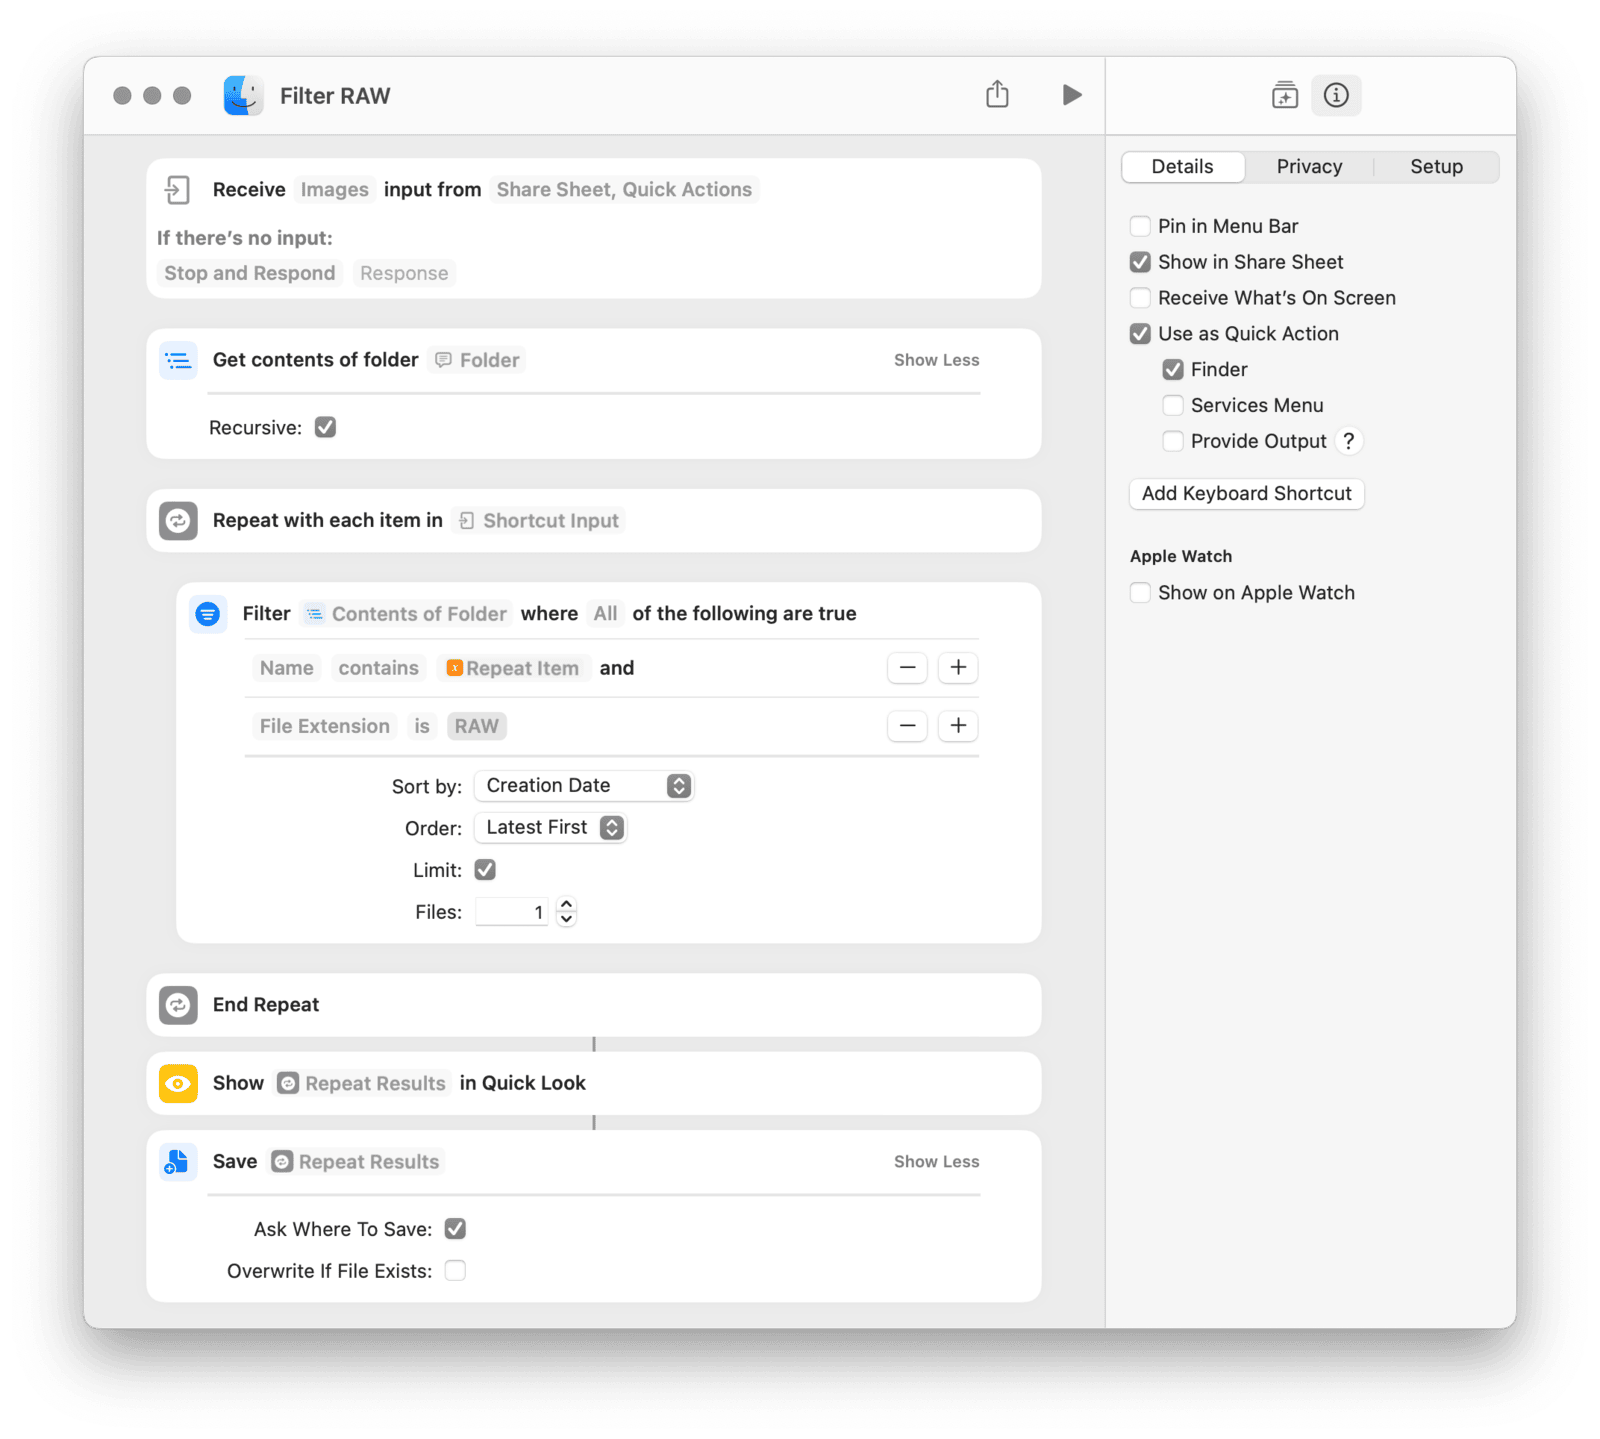 Filter RAW
Receive Images input from Share Sheet, Quick Actions
If there’s no input:
Stop and Respond Response
Get contents of folder Folder Show Less
Recursive:
Repeat with each item in Shortcut Input
Filter Contents of Folder where All of the following are true
Name contains x Repeat Item and − +
File Extension is RAW − +
Sort by: Creation Date
Order: Latest First
Limit:
Files: 1
End Repeat
Show Repeat Results in Quick Look
Save Repeat Results Show Less
Ask Where To Save:
Overwrite If File Exists:
Details Privacy Setup
Pin in Menu Bar
Show in Share Sheet
Receive What’s On Screen
Use as Quick Action
Finder
Services Menu
Provide Output ?
Add Keyboard Shortcut
Apple Watch
Show on Apple Watch